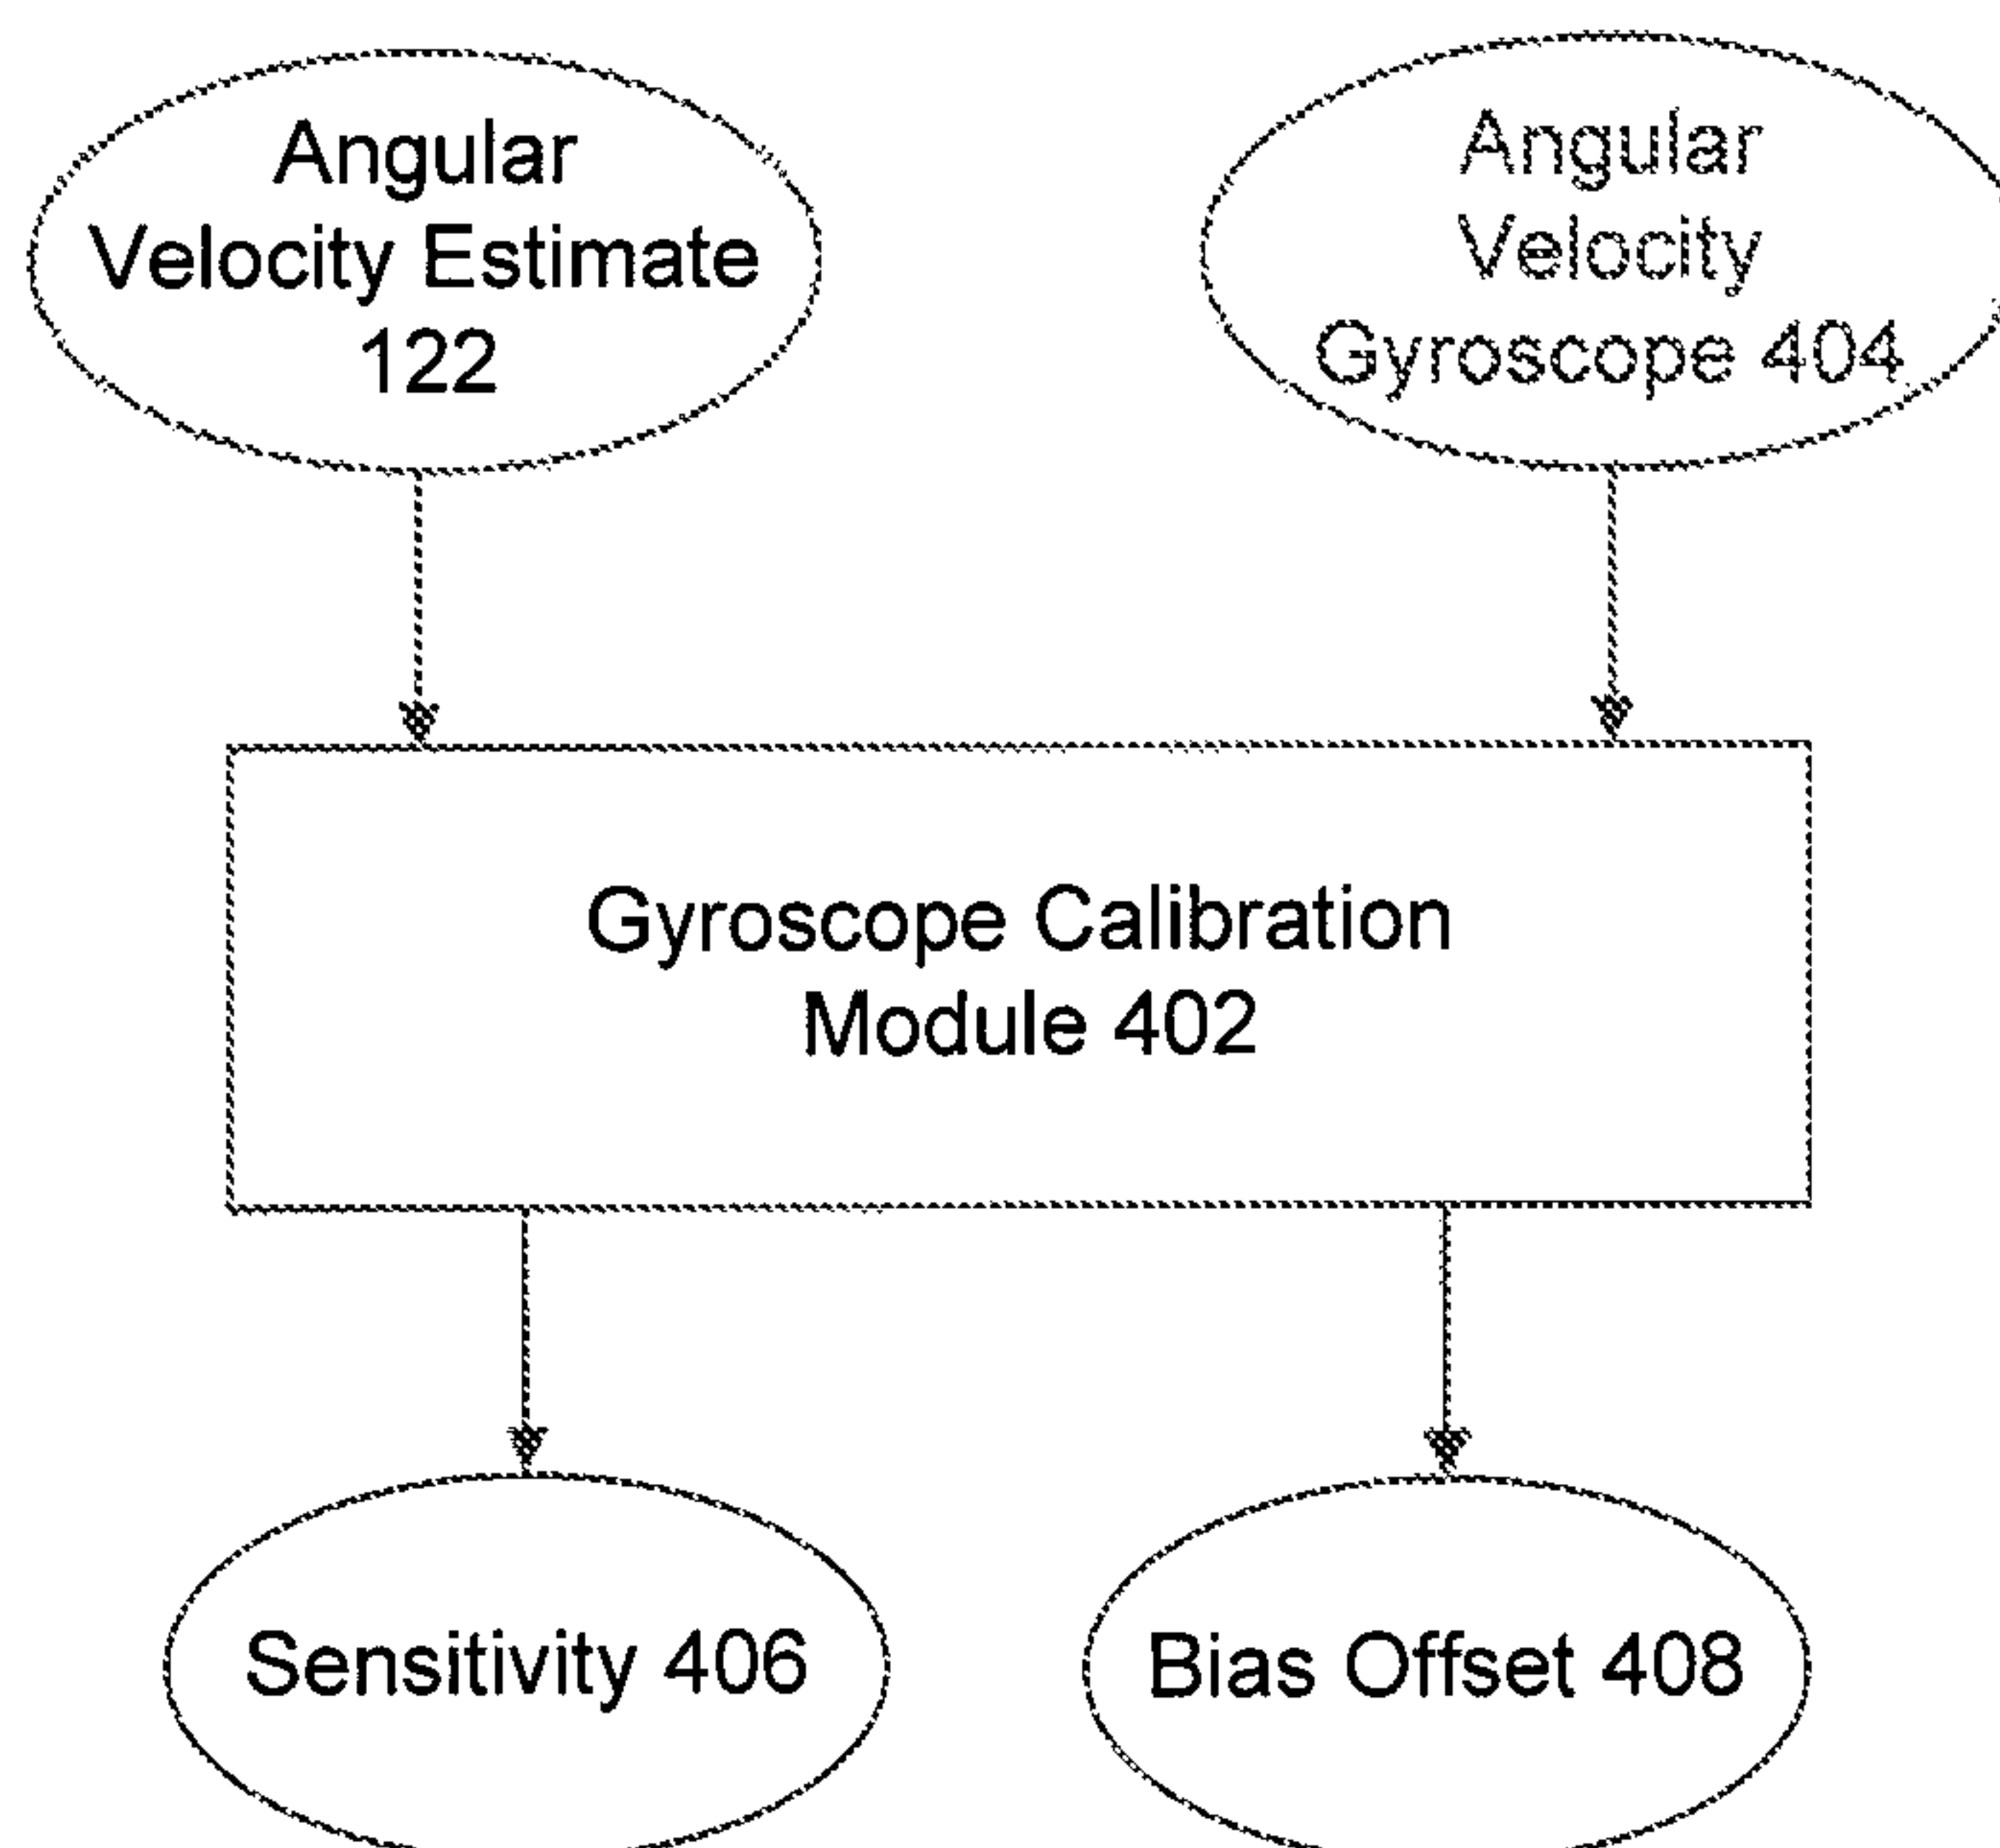 Angular
Velocity Estimate
122
Angular
Velocity
Gyroscope 404
Gyroscope Calibration
Module 402
Sensitivity 406
Bias Offset 408